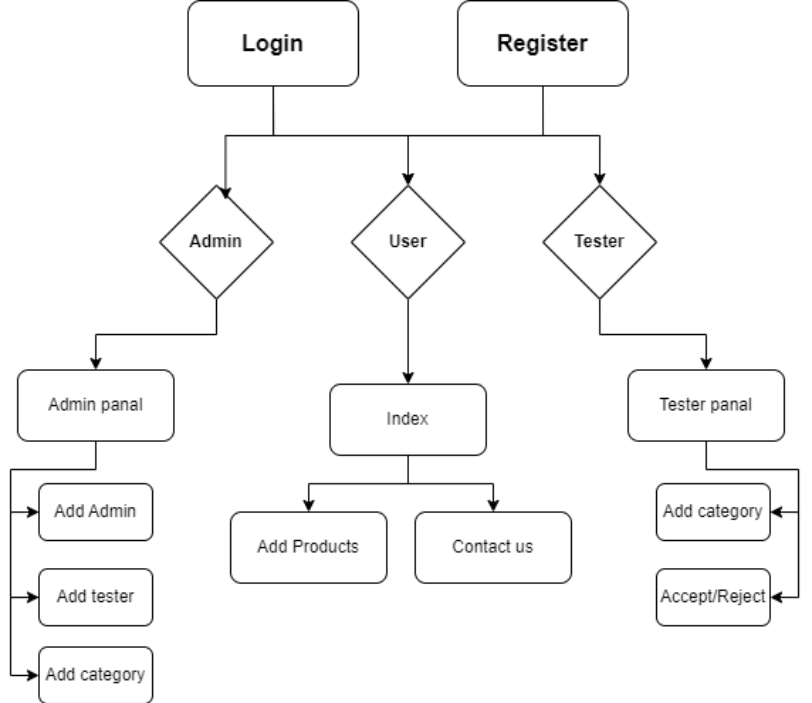 Login
Register
Admin
User
Tester
Admin panal
Index
Tester panal
Add Admin
Add Products
Contact us
Add category
Add tester
Accept/Reject
Add category